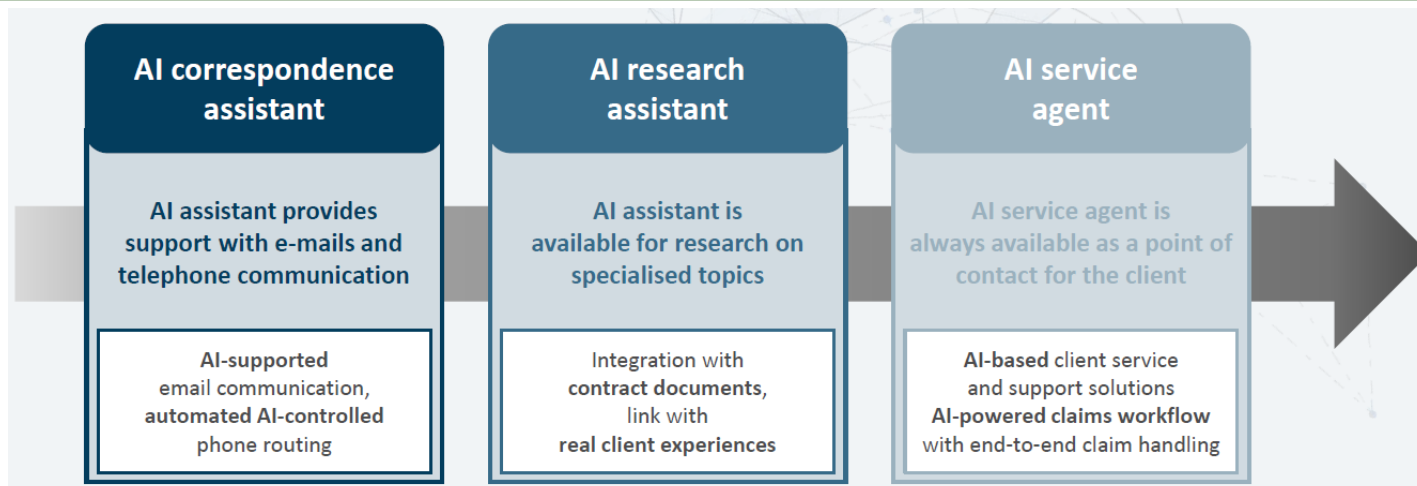 AI correspondence
assistant
AI assistant provides
support with e-mails and
telephone communication
AI-supported
email communication,
automated AI-controlled
phone routing
AI research
assistant
AI assistant is
available for research on
specialised topics
Integration with
contract documents,
link with
real client experiences
AI service
agent
AI service agent is
always available as a point of
contact for the client
AI-based client service
and support solutions
AI-powered claims workflow
with end-to-end claim handling